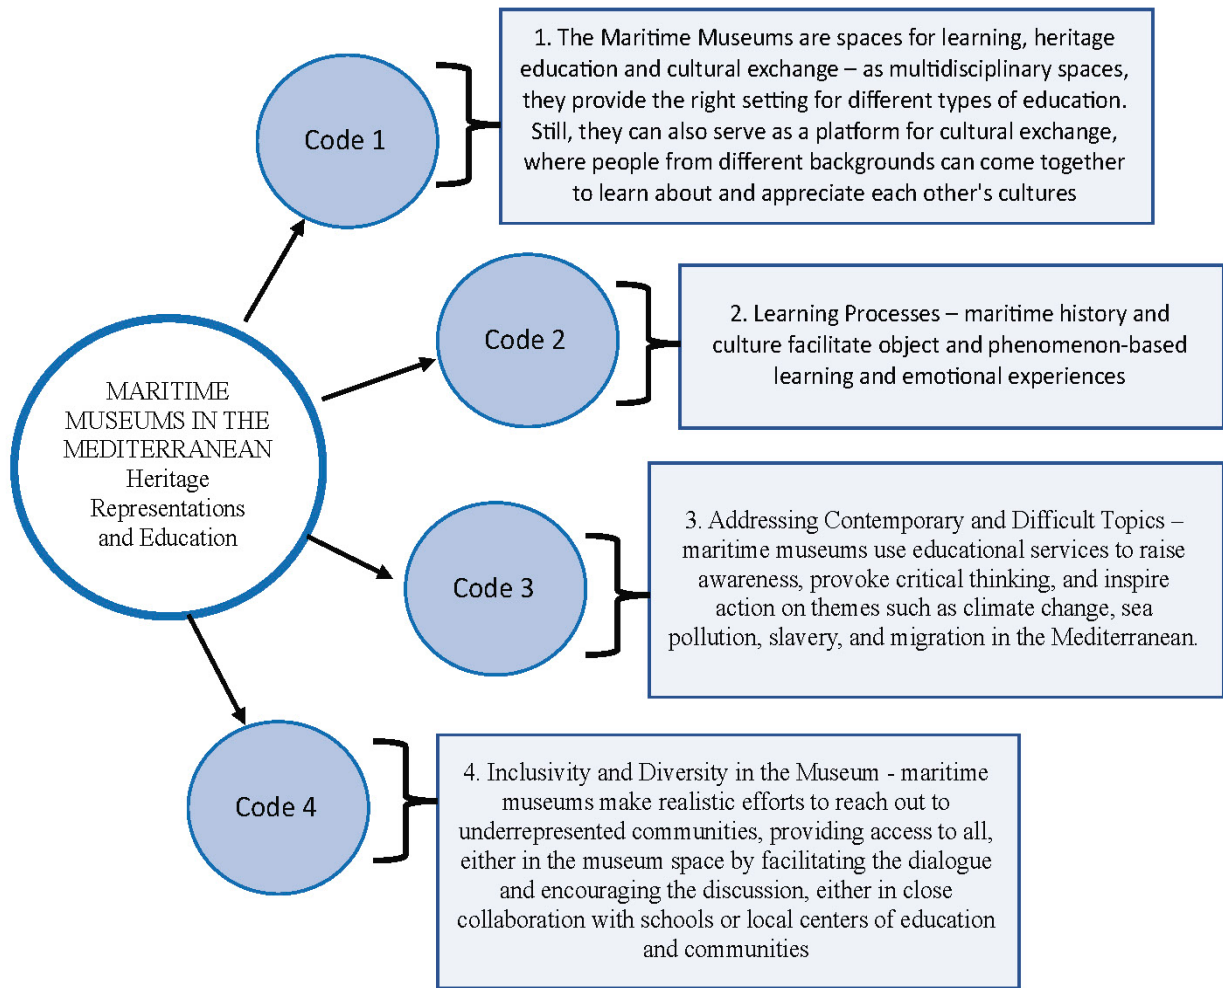 MARITIME
MUSEUMS IN THE
MEDITERRANEAN
Heritage
Representations
and Education
Code 1
1. The Maritime Museums are spaces for learning, heritage
education and cultural exchange – as multidisciplinary spaces,
they provide the right setting for different types of education.
Still, they can also serve as a platform for cultural exchange,
where people from different backgrounds can come together
to learn about and appreciate each other's cultures
Code 2
2. Learning Processes – maritime history and
culture facilitate object and phenomenon-based
learning and emotional experiences
Code 3
3. Addressing Contemporary and Difficult Topics –
maritime museums use educational services to raise
awareness, provoke critical thinking, and inspire
action on themes such as climate change, sea
pollution, slavery, and migration in the Mediterranean.
Code 4
4. Inclusivity and Diversity in the Museum - maritime
museums make realistic efforts to reach out to
underrepresented communities, providing access to all,
either in the museum space by facilitating the dialogue
and encouraging the discussion, either in close
collaboration with schools or local centers of education
and communities